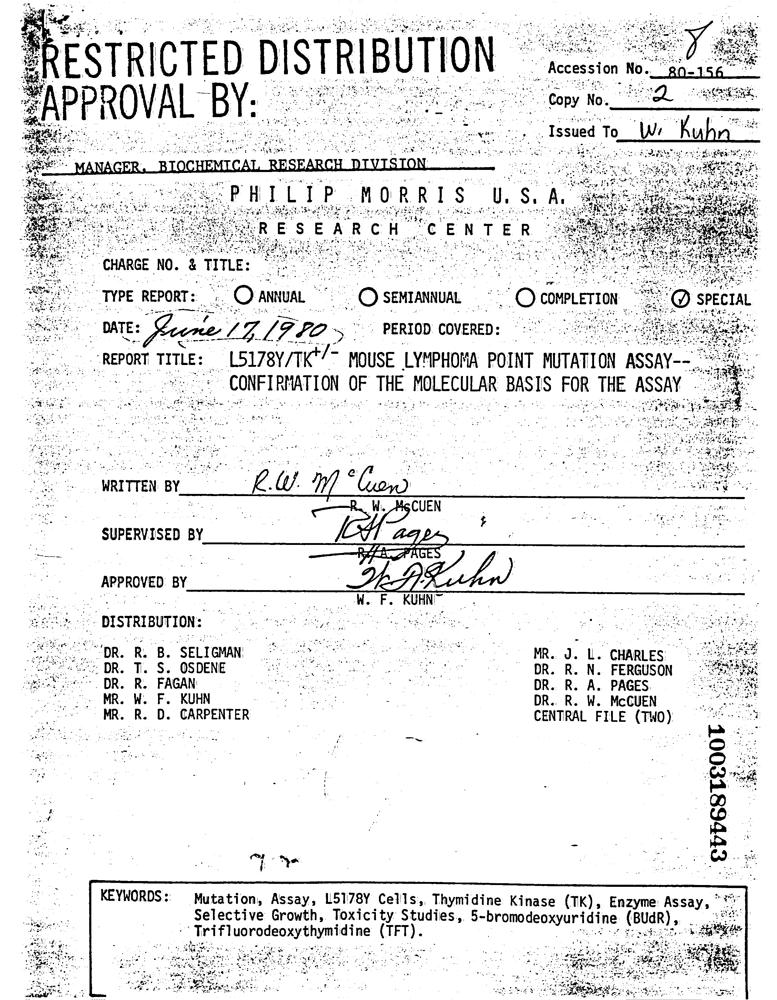 RESTRICTED DISTRIBUTION
APPROVAL BY:
8
Accession No. 80-156
Copy No. 2
Issued To W. Kuhn
MANAGER, BIOCHEMICAL RESEARCH DIVISION
PHILIP MORRIS U.S.A.
RESEARCH CENTER
CHARGE NO. & TITLE:
TYPE REPORT: ANNUAL SEMIANNUAL COMPLETION SPECIAL
DATE: June 17, 1980 PERIOD COVERED:
REPORT TITLE: L5178Y/TK+/- MOUSE LYMPHOMA POINT MUTATION ASSAY--
CONFIRMATION OF THE MOLECULAR BASIS FOR THE ASSAY
WRITTEN BY R.W. McCuen
R. W. McCUEN
SUPERVISED BY RA Pages
R. A. PAGES
APPROVED BY W. F. Kuhn
W. F. KUHN
DISTRIBUTION:
DR. R. B. SELIGMAN
DR. T. S. OSDENE
DR. R. FAGAN
MR. W. F. KUHN
MR. R. D. CARPENTER
MR. J. L. CHARLES
DR. R. N. FERGUSON
DR. R. A. PAGES
DR. R. W. McCUEN
CENTRAL FILE (TWO)
1003189443
KEYWORDS: Mutation, Assay, L5178Y Cells, Thymidine Kinase (TK), Enzyme Assay,
Selective Growth, Toxicity Studies, 5-bromodeoxyuridine (BUdR),
Trifluorodeoxythymidine (TFT).